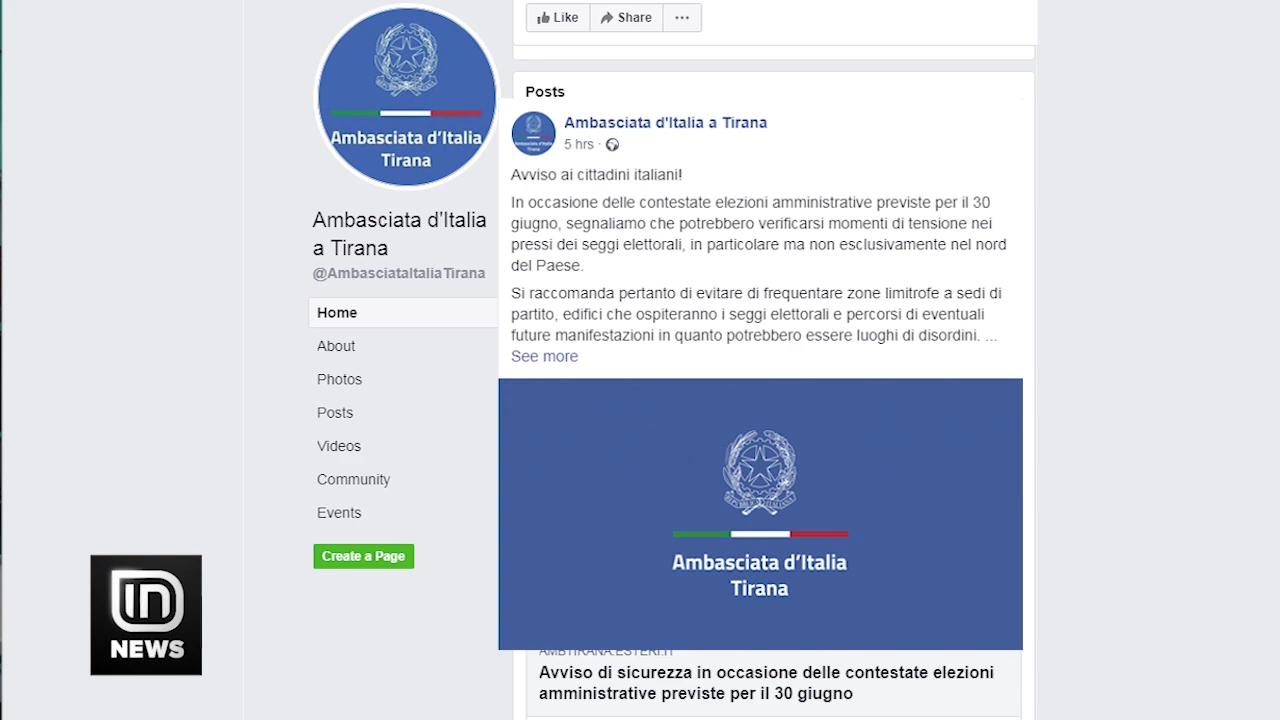 Ambasciata d'Italia
Tirana
Ambasciata d'Italia
a Tirana
@AmbasciataItaliaTirana
Home
About
Photos
Posts
Videos
Community
Events
Create a Page
Like
Share
Posts
Ambasciata d'Italia a Tirana
5 hrs ·
Avviso ai cittadini italiani!
In occasione delle contestate elezioni amministrative previste per il 30
giugno, segnaliamo che potrebbero verificarsi momenti di tensione nei
pressi dei seggi elettorali, in particolare ma non esclusivamente nel nord
del Paese.
Si raccomanda pertanto di evitare di frequentare zone limitrofe a sedi di
partito, edifici che ospiteranno i seggi elettorali e percorsi di eventuali
future manifestazioni in quanto potrebbero essere luoghi di disordini. ...
See more
Ambasciata d'Italia
Tirana
AMBTIRANA.ESTERI.IT
Avviso di sicurezza in occasione delle contestate elezioni
amministrative previste per il 30 giugno
IN
NEWS